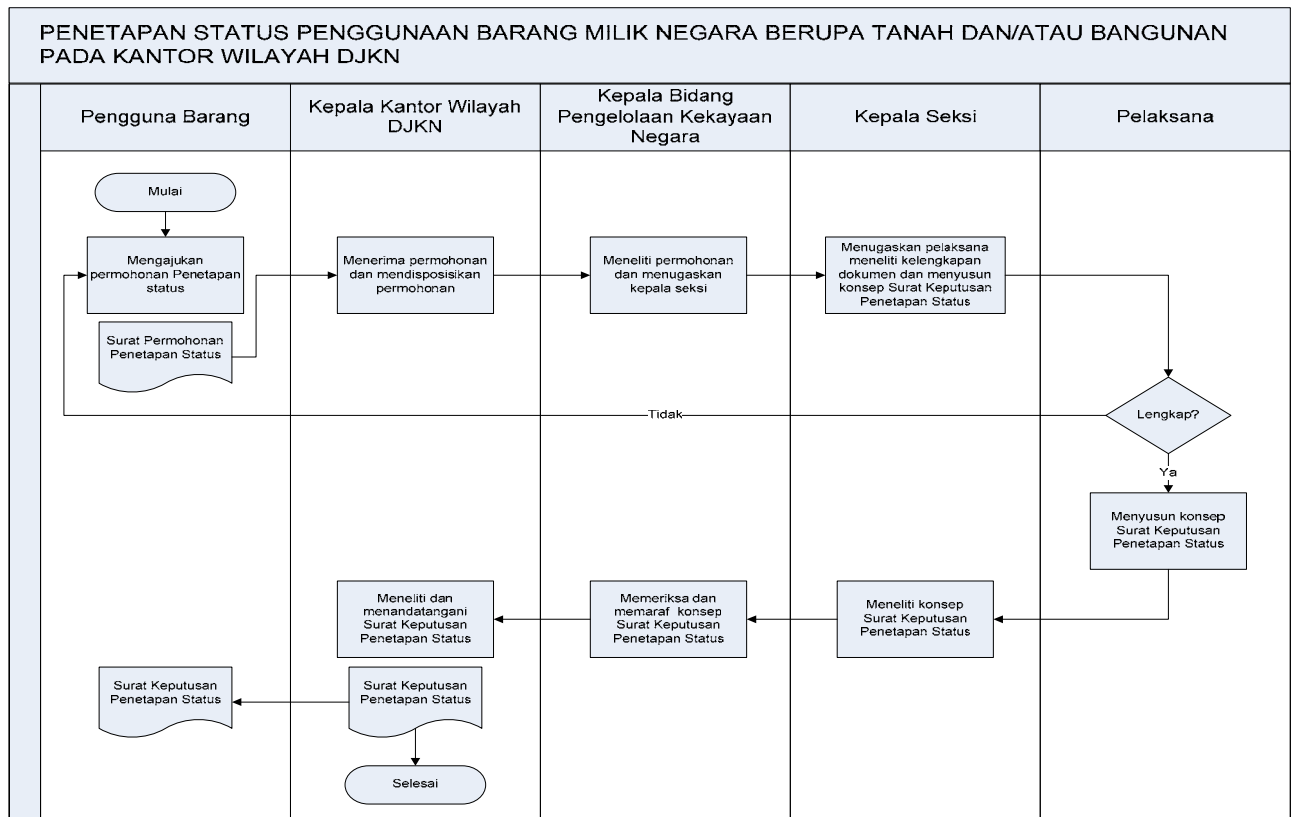 PENETAPAN STATUS PENGGUNAAN BARANG MILIK NEGARA BERUPA TANAH DAN/ATAU BANGUNAN
PADA KANTOR WILAYAH DJKN
Pengguna Barang
Kepala Kantor Wilayah
DJKN
Kepala Bidang
Pengelolaan Kekayaan
Negara
Kepala Seksi
Pelaksana
Mulai
Mengajukan
permohonan Penetapan
status
Surat Permohonan
Penetapan Status
Menerima permohonan
dan mendisposisikan
permohonan
Meneliti permohonan
dan menugaskan
kepala seksi
Menugaskan pelaksana
meneliti kelengkapan
dokumen dan menyusun
konsep Surat Keputusan
Penetapan Status
Lengkap?
Tidak
Ya
Menyusun konsep
Surat Keputusan
Penetapan Status
Meneliti konsep
Surat Keputusan
Penetapan Status
Memeriksa dan
memaraf konsep
Surat Keputusan
Penetapan Status
Meneliti dan
menandatangani
Surat Keputusan
Penetapan Status
Surat Keputusan
Penetapan Status
Surat Keputusan
Penetapan Status
Selesai